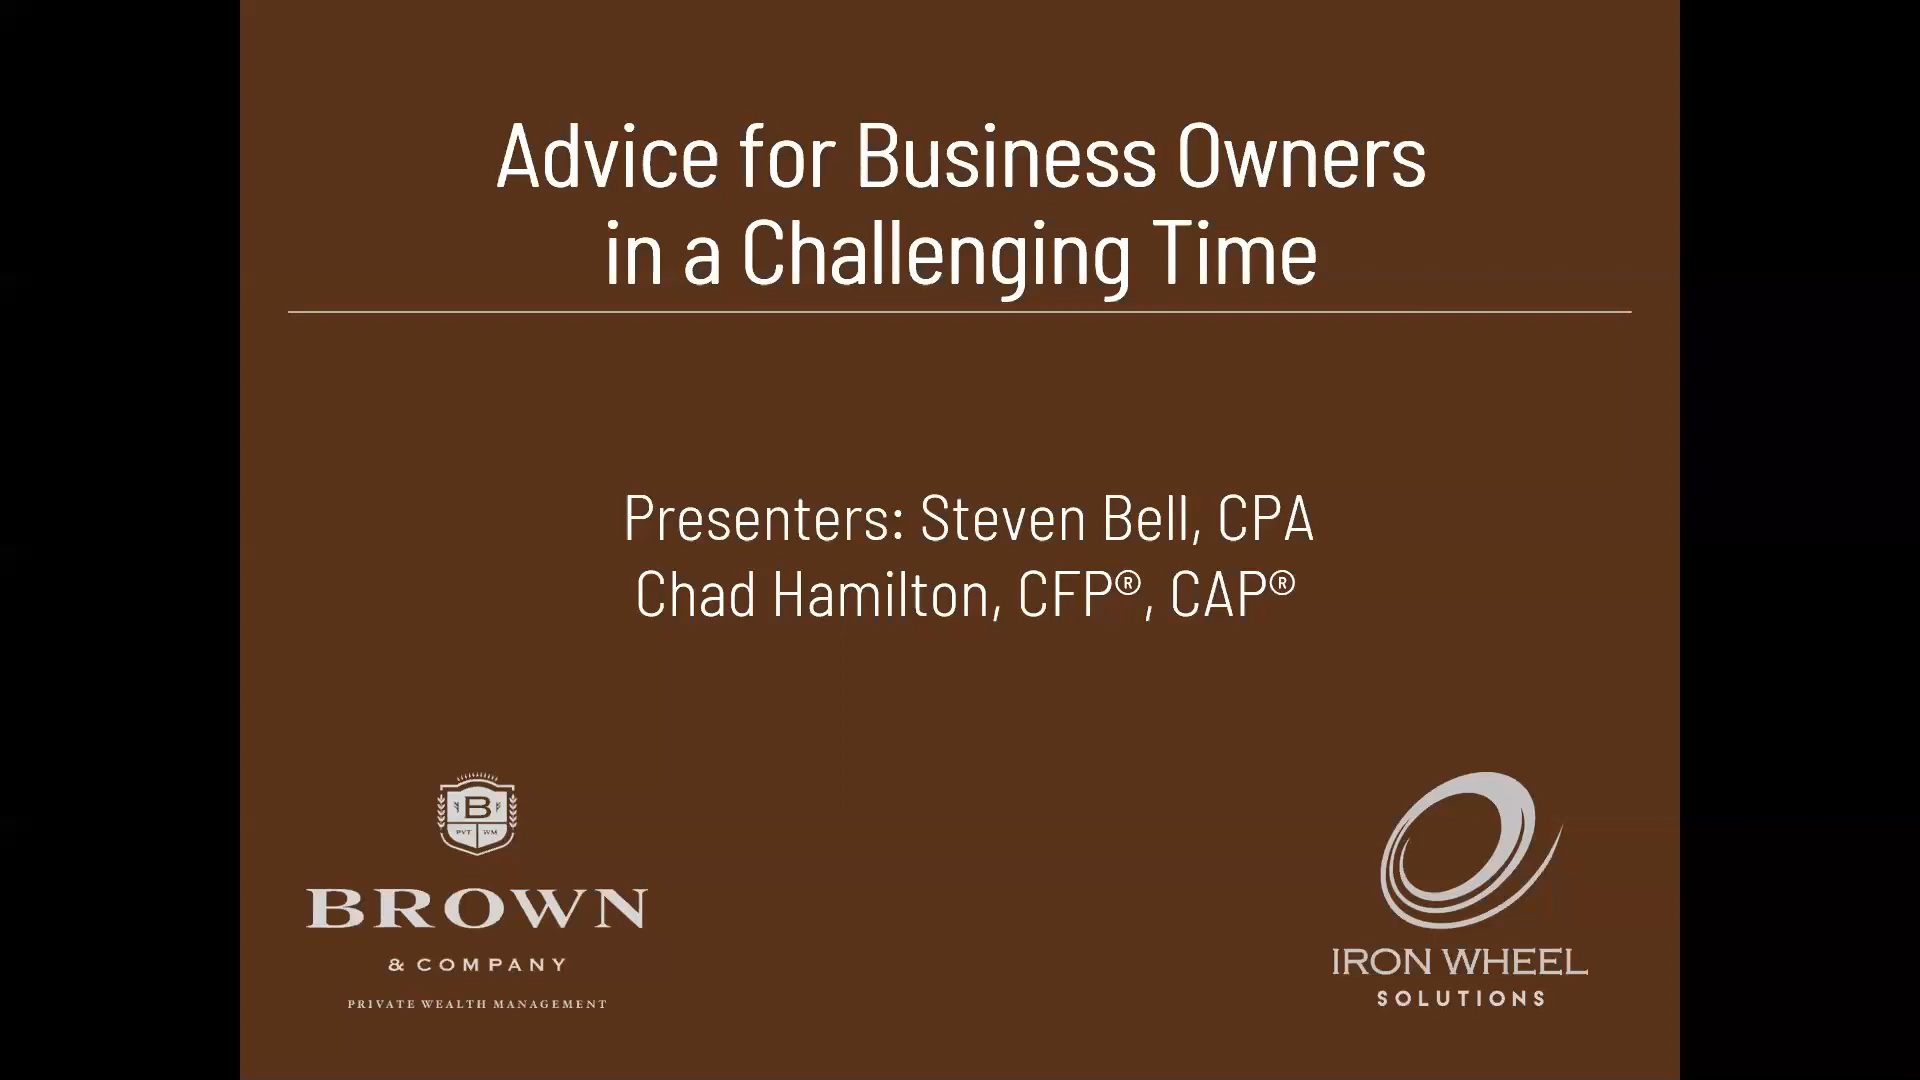 Advice for Business Owners
in a Challenging Time
Presenters: Steven Bell, CPA
Chad Hamilton, CFP®, CAP®
B
PVT WM
BROWN
& COMPANY
PRIVATE WEALTH MANAGEMENT
IRON WHEEL
SOLUTIONS